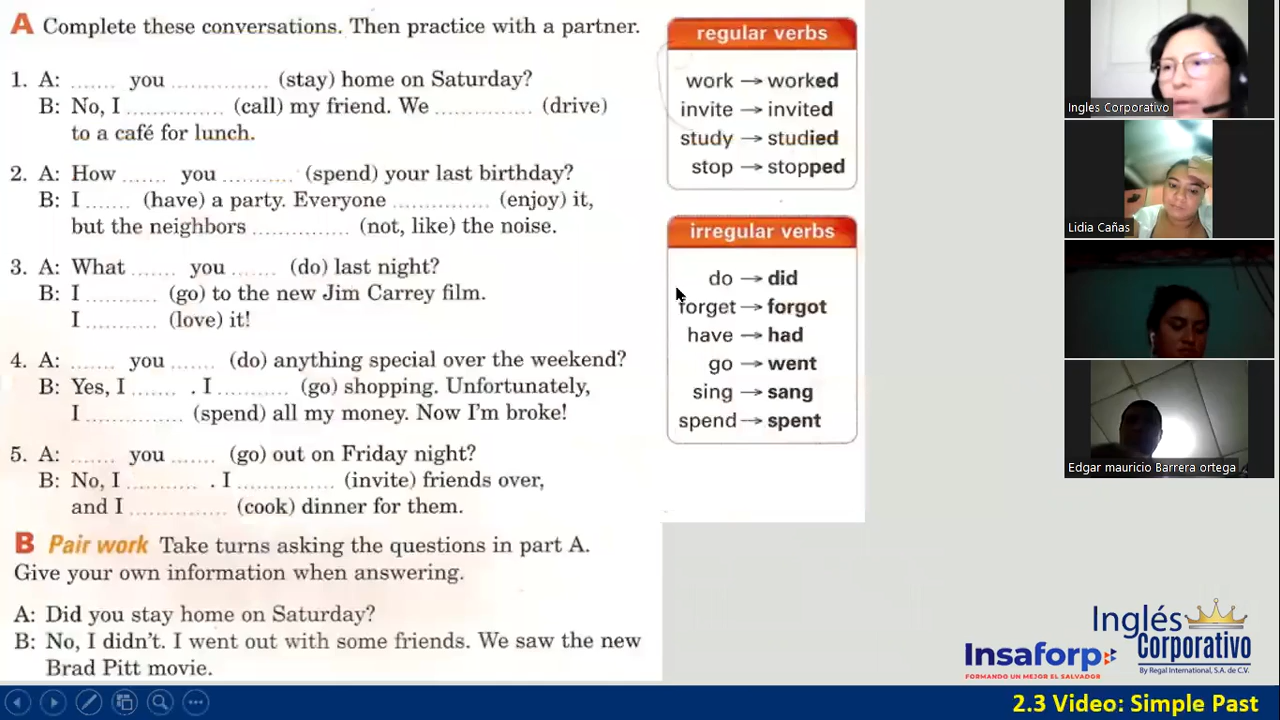 A Complete these conversations. Then practice with a partner.
1. A: ....... you .............. (stay) home on Saturday?
B: No, I .............. (call) my friend. We .............. (drive)
to a café for lunch.
2. A: How ....... you .......... (spend) your last birthday?
B: I ....... (have) a party. Everyone .............. (enjoy) it,
but the neighbors .............. (not, like) the noise.
3. A: What ....... you ....... (do) last night?
B: I ........... (go) to the new Jim Carrey film.
I ........... (love) it!
4. A: ....... you ....... (do) anything special over the weekend?
B: Yes, I ....... . I ........... (go) shopping. Unfortunately,
I .............. (spend) all my money. Now I'm broke!
5. A: ....... you ....... (go) out on Friday night?
B: No, I ........... . I .............. (invite) friends over,
and I .............. (cook) dinner for them.
B Pair work Take turns asking the questions in part A.
Give your own information when answering.
A: Did you stay home on Saturday?
B: No, I didn't. I went out with some friends. We saw the new
Brad Pitt movie.
regular verbs
work → worked
invite → invited
study → studied
stop → stopped
irregular verbs
do → did
forget → forgot
have → had
go → went
sing → sang
spend → spent
Ingles Corporativo
Lidia Cañas
Edgar mauricio Barrera ortega
Insaforp
FORMANDO UN MEJOR EL SALVADOR
Inglés
Corporativo
By Regal International, S.A. de C.V.
2.3 Video: Simple Past